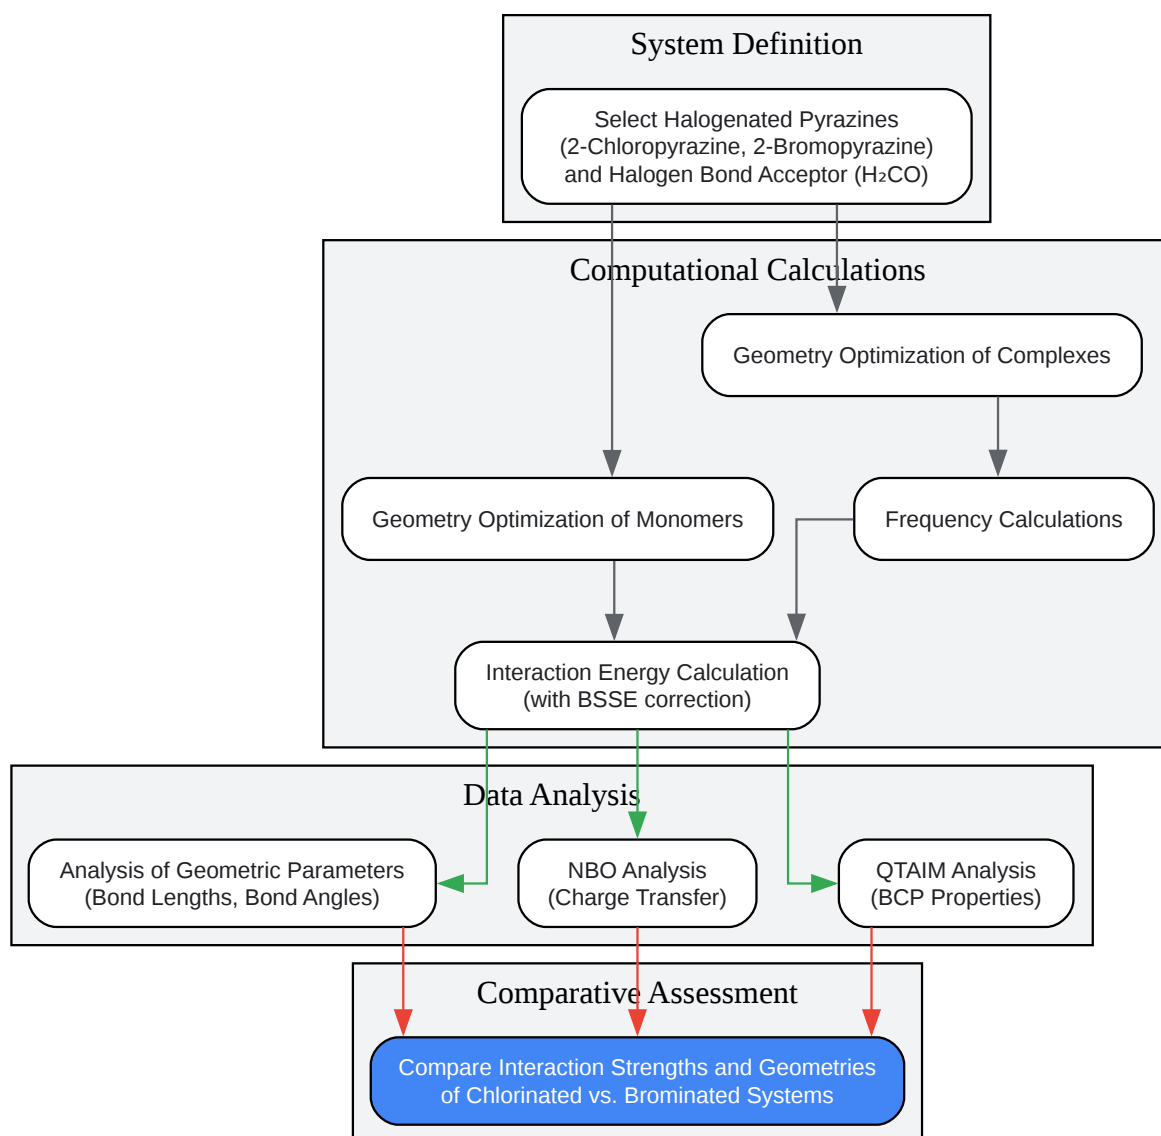 System Definition
Select Halogenated Pyrazines
(2-Chloropyrazine, 2-Bromopyrazine)
and Halogen Bond Acceptor (H₂CO)
Computational Calculations
Geometry Optimization of Complexes
Geometry Optimization of Monomers
Frequency Calculations
Interaction Energy Calculation
(with BSSE correction)
Data Analysis
Analysis of Geometric Parameters
(Bond Lengths, Bond Angles)
NBO Analysis
(Charge Transfer)
QTAIM Analysis
(BCP Properties)
Comparative Assessment
Compare Interaction Strengths and Geometries
of Chlorinated vs. Brominated Systems